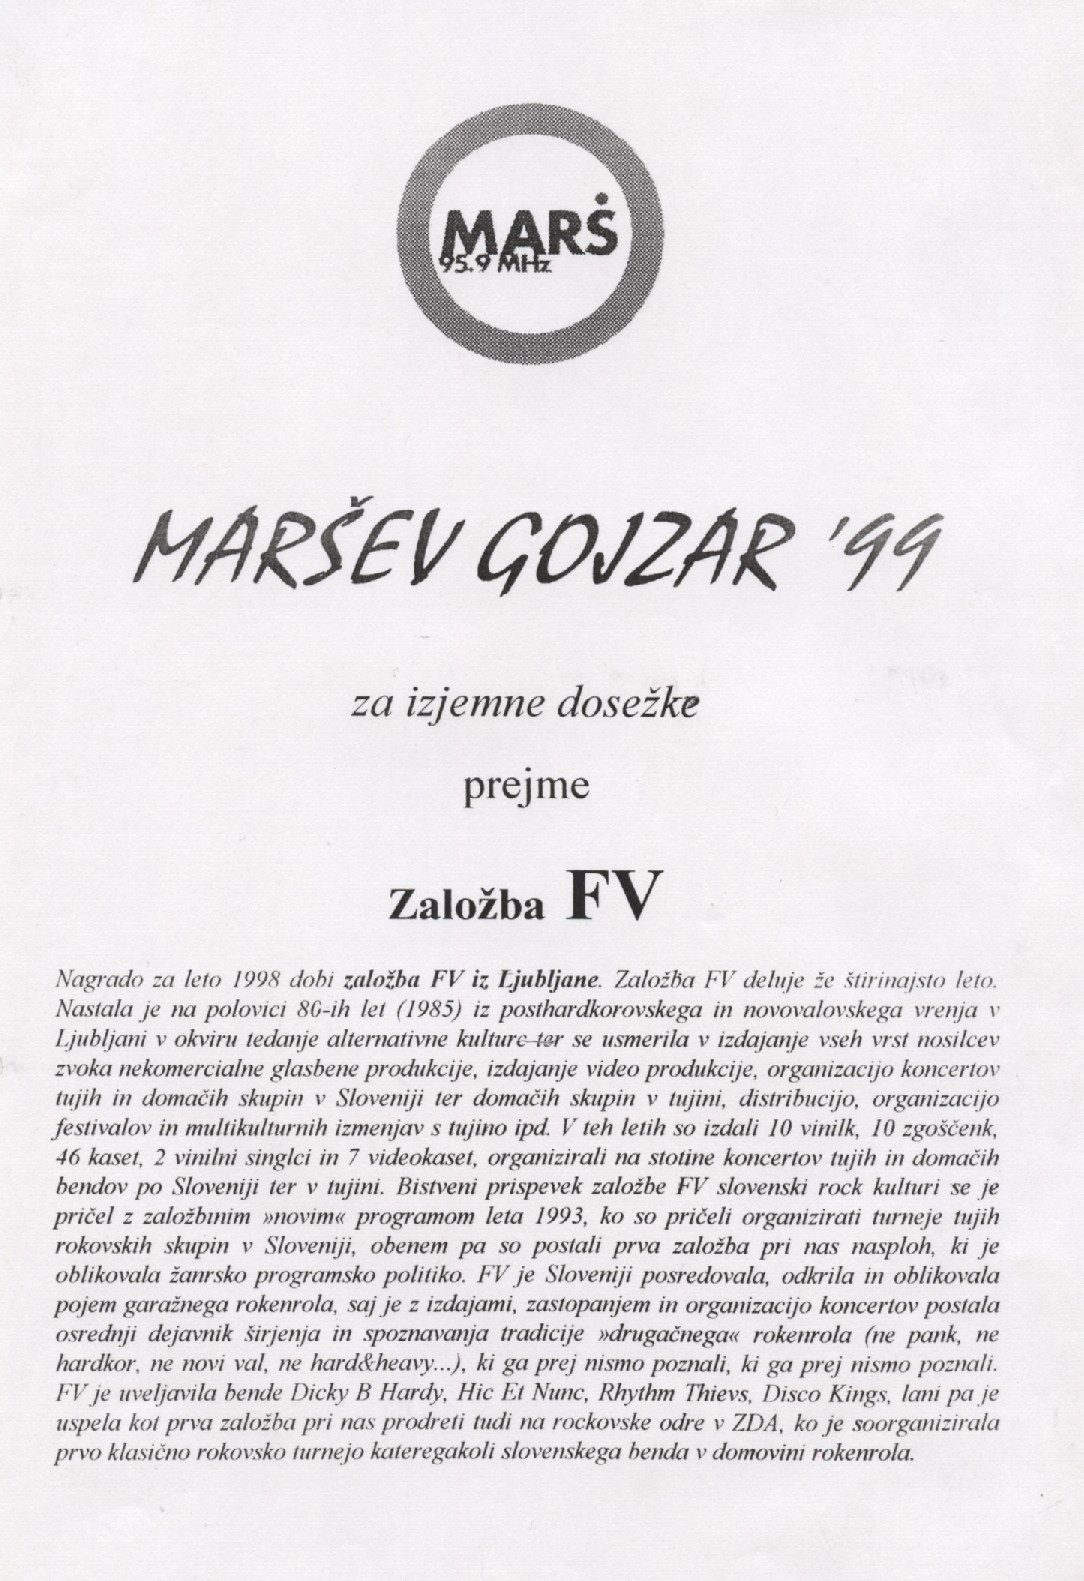 MARŠ
95.9 MHz
MARŠEV GOJZAR '99
za izjemne dosežke
prejme
Založba FV
Nagrado za leto 1998 dobi založba FV iz Ljubljane. Založba FV deluje že štirinajsto leto.
Nastala je na polovici 80-ih let (1985) iz posthardkorovskega in novovalovskega vrenja v
Ljubljani v okviru tedanje alternativne kulture ter se usmerila v izdajanje vseh vrst nosilcev
zvoka nekomercialne glasbene produkcije, izdajanje video produkcije, organizacijo koncertov
tujih in domačih skupin v Sloveniji ter domačih skupin v tujini, distribucijo, organizacijo
festivalov in multikulturnih izmenjav s tujino ipd. V teh letih so izdali 10 vinilk, 10 zgoščenk,
46 kaset, 2 vinilni singlci in 7 videokaset, organizirali na stotine koncertov tujih in domačih
bendov po Sloveniji ter v tujini. Bistveni prispevek založbe FV slovenski rock kulturi se je
pričel z založbinim »novim« programom leta 1993, ko so pričeli organizirati turneje tujih
rokovskih skupin v Sloveniji, obenem pa so postali prva založba pri nas nasploh, ki je
oblikovala žanrsko programsko politiko. FV je Sloveniji posredovala, odkrila in oblikovala
pojem garažnega rokenrola, saj je z izdajami, zastopanjem in organizacijo koncertov postala
osrednji dejavnik širjenja in spoznavanja tradicije »drugačnega« rokenrola (ne pank, ne
hardkor, ne novi val, ne hard&heavy...), ki ga prej nismo poznali, ki ga prej nismo poznali.
FV je uveljavila bende Dicky B Hardy, Hic Et Nunc, Rhythm Thievs, Disco Kings, lani pa je
uspela kot prva založba pri nas prodreti tudi na rockovske odre v ZDA, ko je soorganizirala
prvo klasično rokovsko turnejo kateregakoli slovenskega benda v domovini rokenrola.